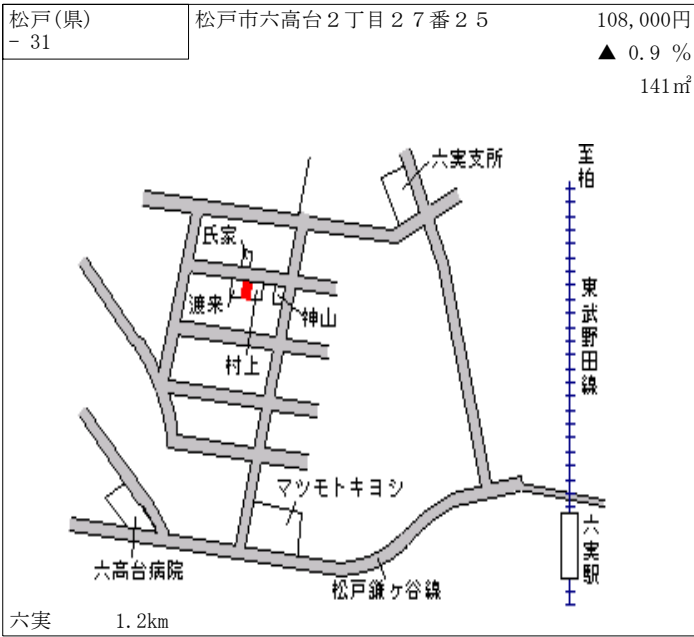 松戸(県)
- 31
松戸市六高台２丁目２７番２５
108,000円
▲ 0.9 %
141㎡
六実支所
至柏
氏家
渡来
神山
村上
東武野田線
マツモトキヨシ
六高台病院
松戸鎌ヶ谷線
六実駅
六実 1.2km